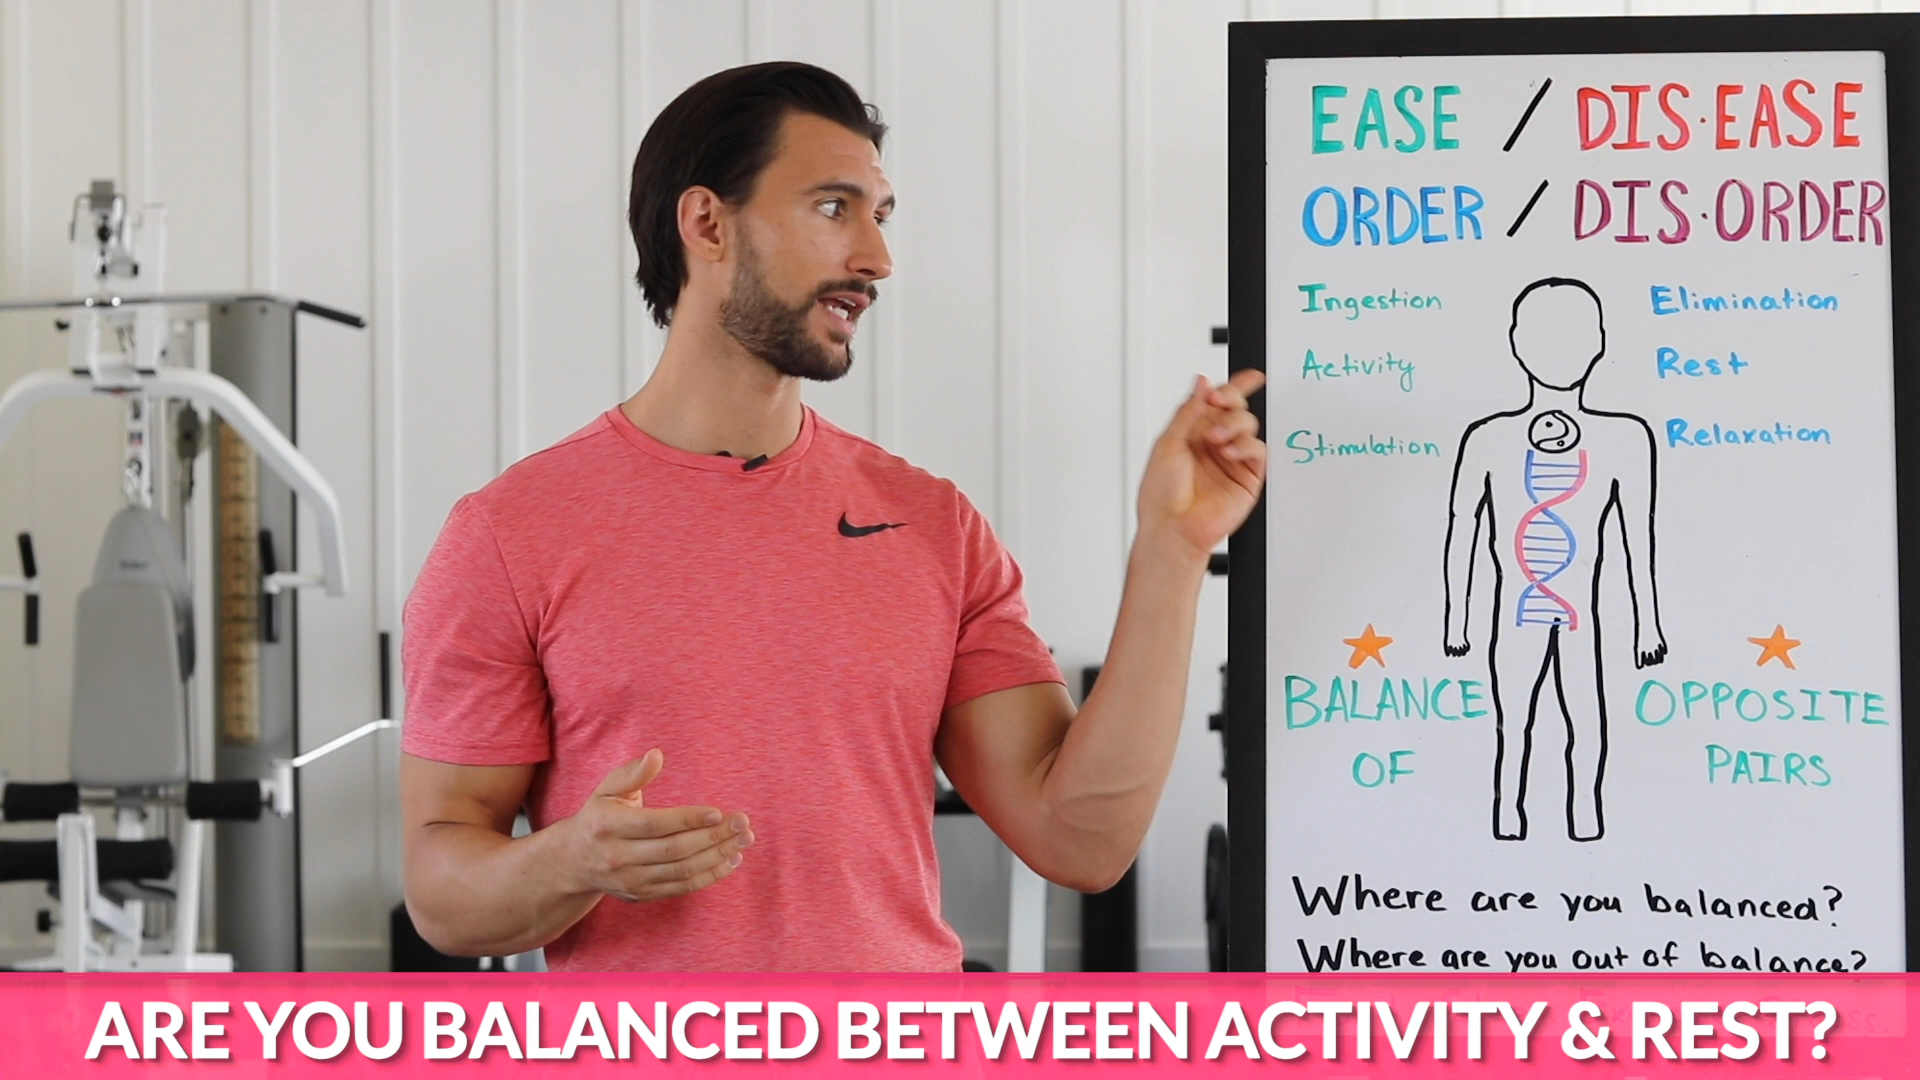 EASE / DIS·EASE
ORDER / DIS·ORDER
Ingestion
Elimination
Activity
Rest
Stimulation
Relaxation
BALANCE
OF
OPPOSITE
PAIRS
Where are you balanced?
Where are you out of balance?
ARE YOU BALANCED BETWEEN ACTIVITY & REST?